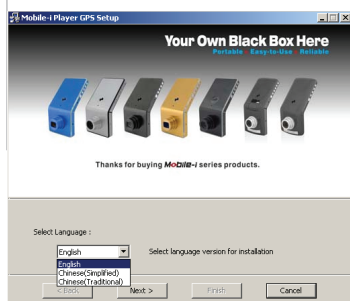 Mobile-i Player GPS Setup
Your Own Black Box Here
Portable Easy-to-Use Reliable
Thanks for buying Mobile-i series products.
Select Language :
English
Select language version for installation
English
Chinese(Simplified)
Chinese(Traditional)
< Back
Next >
Finish
Cancel